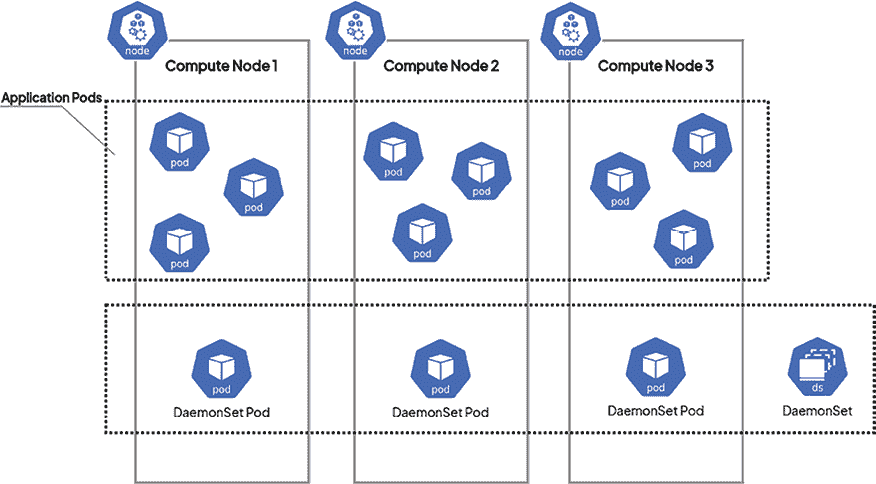 node
node
node
Compute Node 1
Compute Node 2
Compute Node 3
Application Pods
pod
pod
pod
pod
pod
pod
pod
pod
pod
pod
pod
pod
ds
DaemonSet Pod
DaemonSet Pod
DaemonSet Pod
DaemonSet